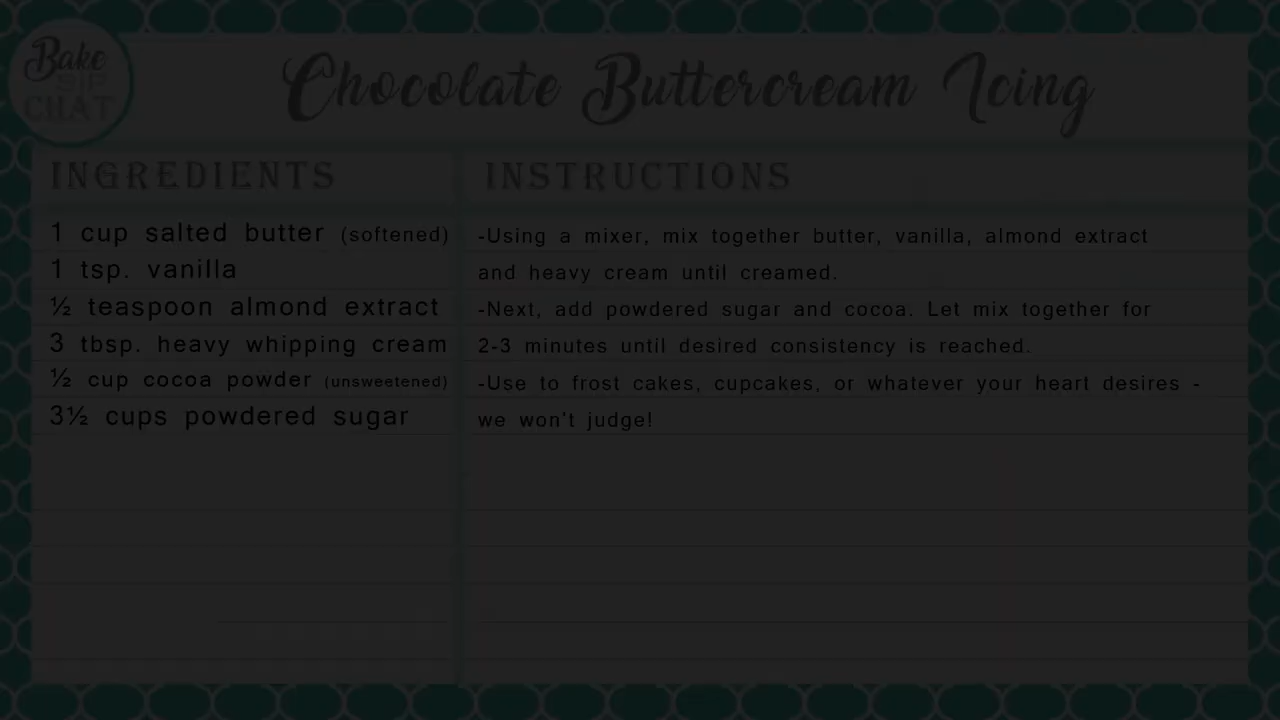 Bake
SIP
CHAT
Chocolate Buttercream Icing
INGREDIENTS
1 cup salted butter (softened)
1 tsp. vanilla
½ teaspoon almond extract
3 tbsp. heavy whipping cream
½ cup cocoa powder (unsweetened)
3½ cups powdered sugar
INSTRUCTIONS
-Using a mixer, mix together butter, vanilla, almond extract
and heavy cream until creamed.
-Next, add powdered sugar and cocoa. Let mix together for
2-3 minutes until desired consistency is reached.
-Use to frost cakes, cupcakes, or whatever your heart desires -
we won't judge!